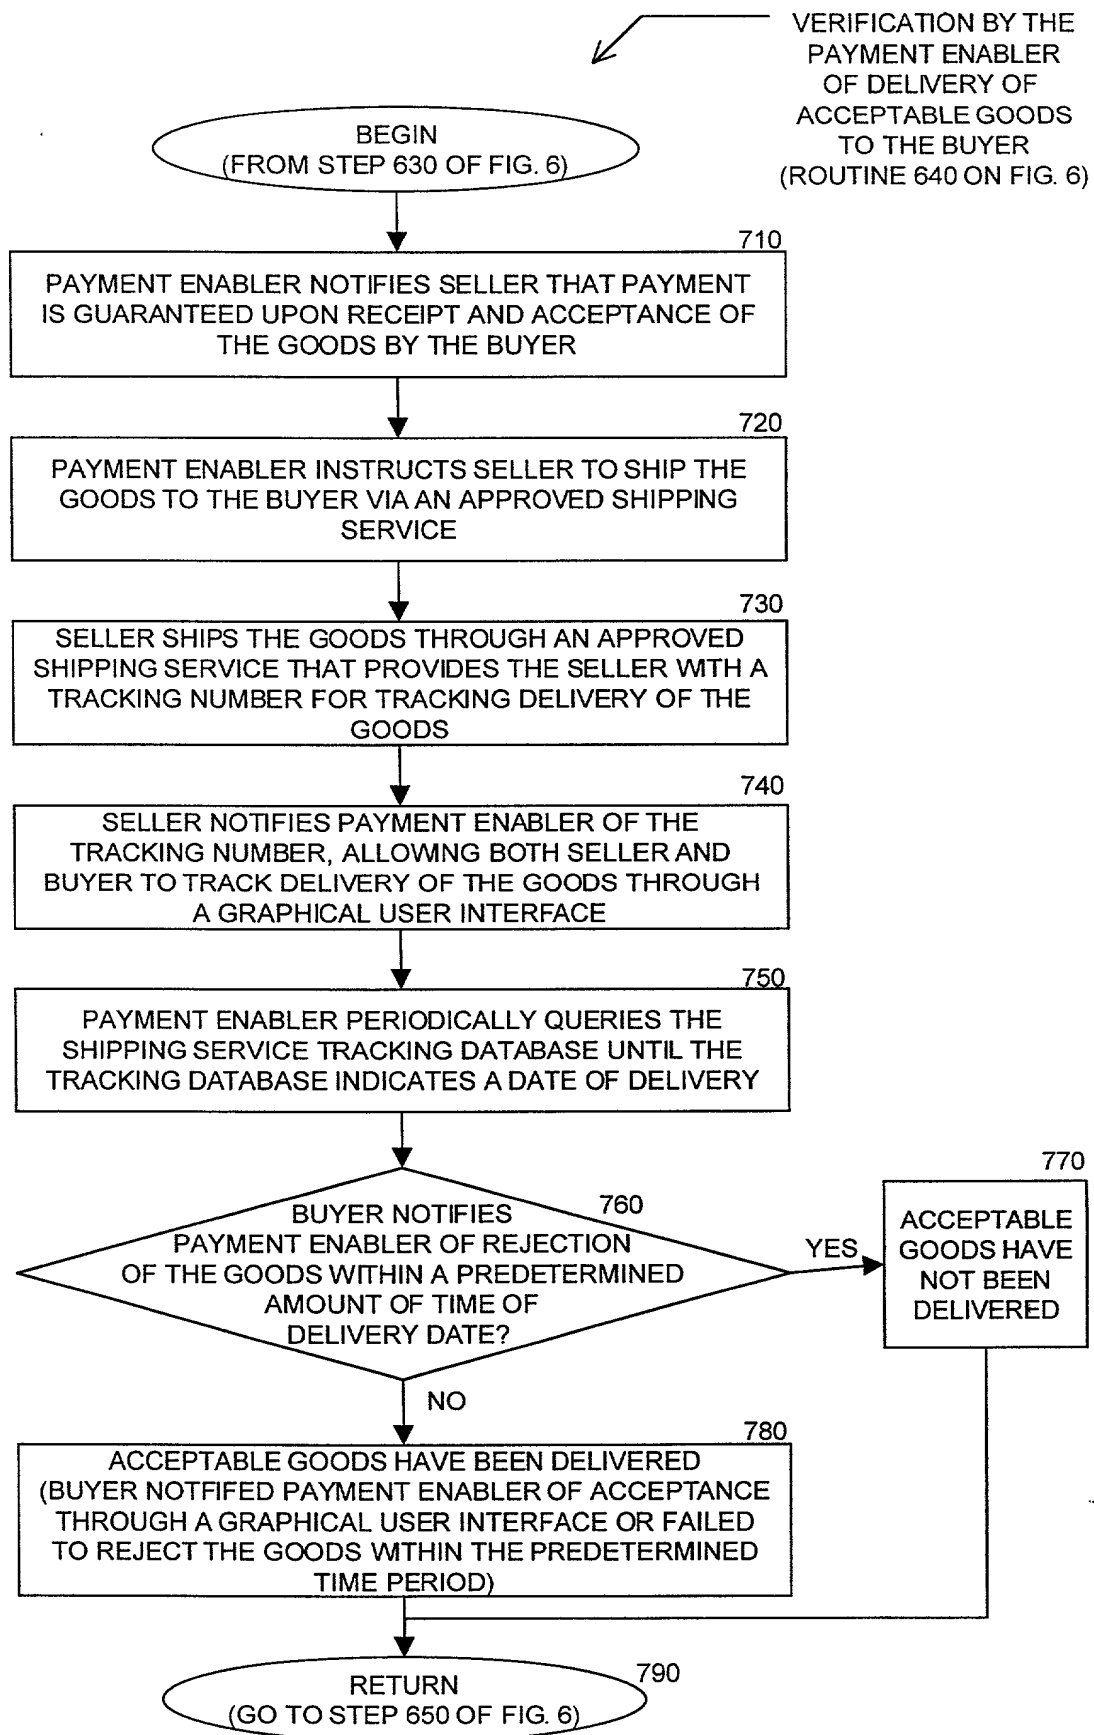 VERIFICATION BY THE
PAYMENT ENABLER
OF DELIVERY OF
ACCEPTABLE GOODS
TO THE BUYER
(ROUTINE 640 ON FIG. 6)
BEGIN
(FROM STEP 630 OF FIG. 6)
710
PAYMENT ENABLER NOTIFIES SELLER THAT PAYMENT
IS GUARANTEED UPON RECEIPT AND ACCEPTANCE OF
THE GOODS BY THE BUYER
720
PAYMENT ENABLER INSTRUCTS SELLER TO SHIP THE
GOODS TO THE BUYER VIA AN APPROVED SHIPPING
SERVICE
730
SELLER SHIPS THE GOODS THROUGH AN APPROVED
SHIPPING SERVICE THAT PROVIDES THE SELLER WITH A
TRACKING NUMBER FOR TRACKING DELIVERY OF THE
GOODS
740
SELLER NOTIFIES PAYMENT ENABLER OF THE
TRACKING NUMBER, ALLOWING BOTH SELLER AND
BUYER TO TRACK DELIVERY OF THE GOODS THROUGH
A GRAPHICAL USER INTERFACE
750
PAYMENT ENABLER PERIODICALLY QUERIES THE
SHIPPING SERVICE TRACKING DATABASE UNTIL THE
TRACKING DATABASE INDICATES A DATE OF DELIVERY
760
BUYER NOTIFIES
PAYMENT ENABLER OF REJECTION
OF THE GOODS WITHIN A PREDETERMINED
AMOUNT OF TIME OF
DELIVERY DATE?
YES
770
ACCEPTABLE
GOODS HAVE
NOT BEEN
DELIVERED
NO
780
ACCEPTABLE GOODS HAVE BEEN DELIVERED
(BUYER NOTFIFED PAYMENT ENABLER OF ACCEPTANCE
THROUGH A GRAPHICAL USER INTERFACE OR FAILED
TO REJECT THE GOODS WITHIN THE PREDETERMINED
TIME PERIOD)
790
RETURN
(GO TO STEP 650 OF FIG. 6)